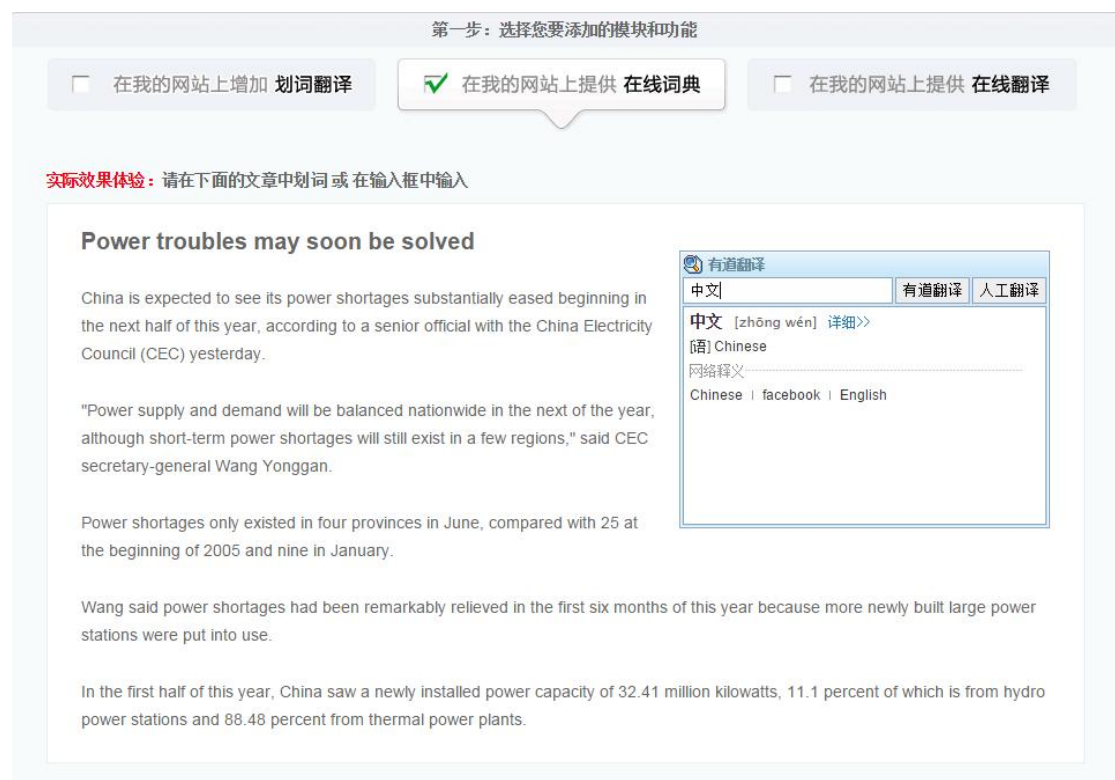 第一步：选择您要添加的模块和功能
在我的网站上增加 划词翻译
在我的网站上提供 在线词典
在我的网站上提供 在线翻译
实际效果体验：请在下面的文章中划词 或 在输入框中输入
Power troubles may soon be solved
China is expected to see its power shortages substantially eased beginning in
the next half of this year, according to a senior official with the China Electricity
Council (CEC) yesterday.
"Power supply and demand will be balanced nationwide in the next of the year,
although short-term power shortages will still exist in a few regions," said CEC
secretary-general Wang Yonggan.
Power shortages only existed in four provinces in June, compared with 25 at
the beginning of 2005 and nine in January.
Wang said power shortages had been remarkably relieved in the first six months of this year because more newly built large power
stations were put into use.
In the first half of this year, China saw a newly installed power capacity of 32.41 million kilowatts, 11.1 percent of which is from hydro
power stations and 88.48 percent from thermal power plants.
有道翻译
中文 有道翻译 人工翻译
中文 [zhōng wén] 详细>>
[语] Chinese
网络释义
Chinese | facebook | English